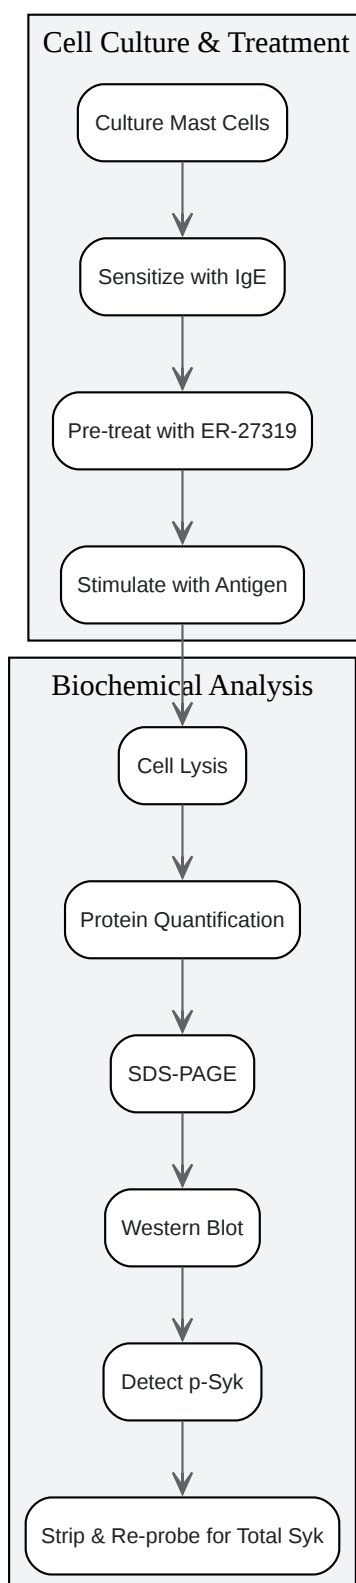 Cell Culture & Treatment
Culture Mast Cells
Sensitize with IgE
Pre-treat with ER-27319
Stimulate with Antigen
Biochemical Analysis
Cell Lysis
Protein Quantification
SDS-PAGE
Western Blot
Detect p-Syk
Strip & Re-probe for Total Syk